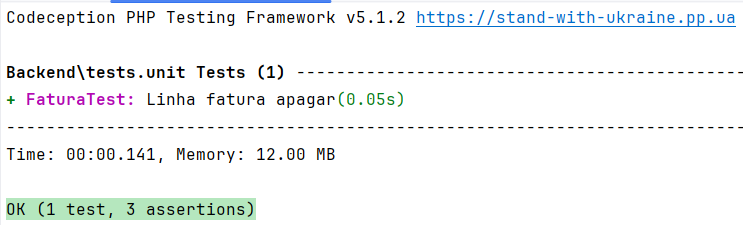 Codeception PHP Testing Framework v5.1.2 https://stand-with-ukraine.pp.ua
Backend\tests.unit Tests (1) ---------------------------------------------
+ FaturaTest: Linha fatura apagar(0.05s)
--------------------------------------------------------------------------
Time: 00:00.141, Memory: 12.00 MB
OK (1 test, 3 assertions)